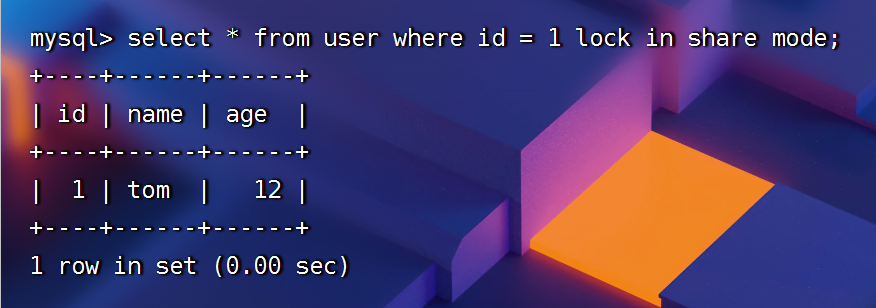 mysql> select * from user where id = 1 lock in share mode;
+----+------+------+
| id | name | age  |
+----+------+------+
|  1 | tom  |   12 |
+----+------+------+
1 row in set (0.00 sec)